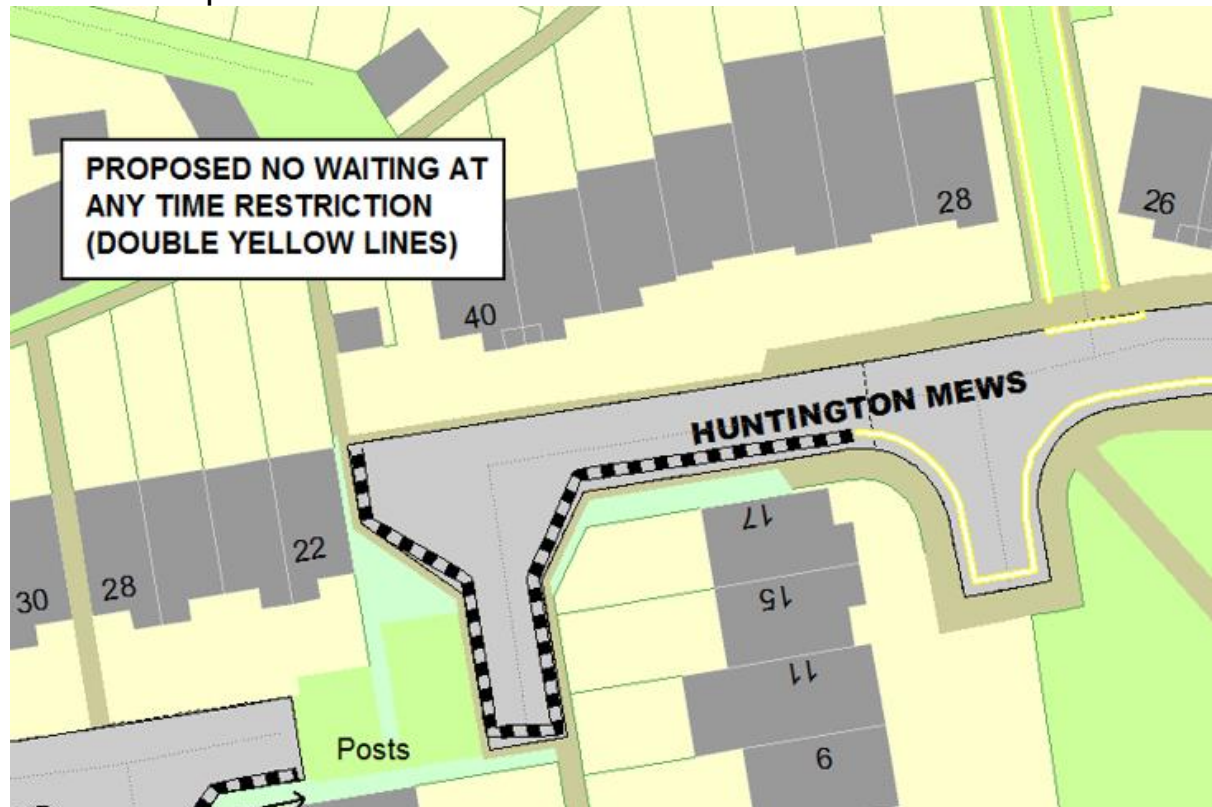 PROPOSED NO WAITING AT
ANY TIME RESTRICTION
(DOUBLE YELLOW LINES)
28
26
40
HUNTINGTON MEWS
17
22
28
30
15
11
Posts
9